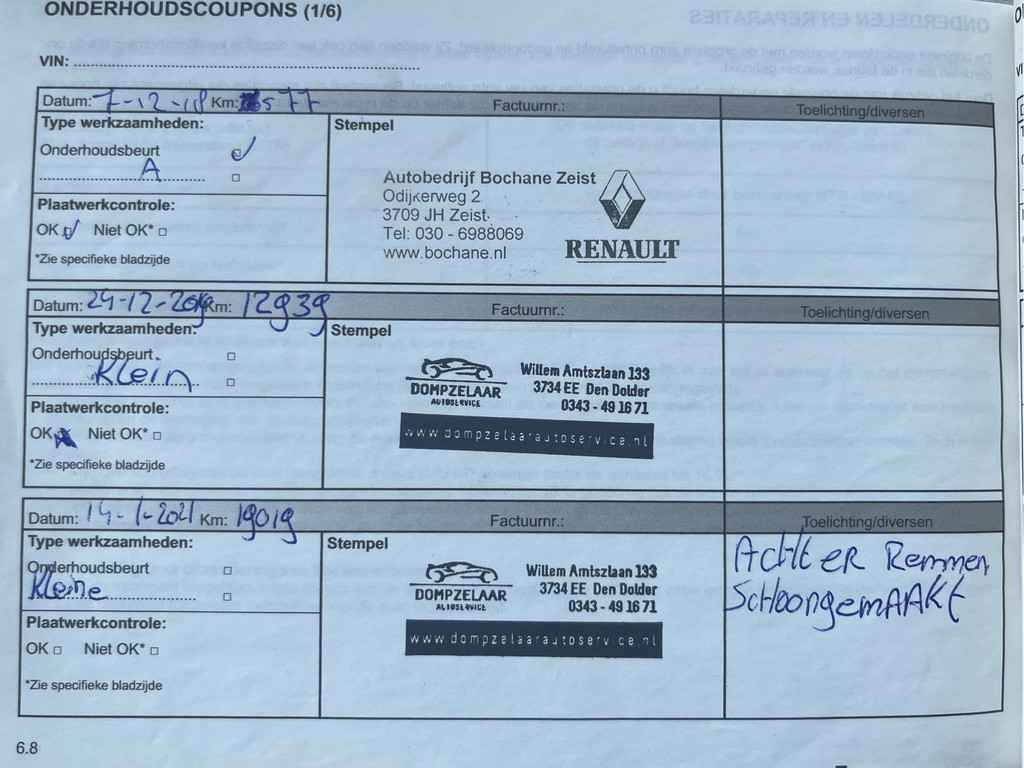 ONDERHOUDSCOUPONS (1/6)
VIN:
Datum: 7-12-18 Km: 577 Factuurnr.: Toelichting/diversen
Type werkzaamheden: Stempel
Onderhoudsbeurt
A
Plaatwerkcontrole:
OK Niet OK*
*Zie specifieke bladzijde
Autobedrijf Bochane Zeist
Odijkerweg 2
3709 JH Zeist
Tel: 030 - 6988069
www.bochane.nl
RENAULT
Datum: 24-12-2019 Km: 12939 Factuurnr.: Toelichting/diversen
Type werkzaamheden: Stempel
Onderhoudsbeurt
Klein
Plaatwerkcontrole:
OK Niet OK*
*Zie specifieke bladzijde
DOMPZELAAR
AUTOSERVICE
Willem Amtszlaan 133
3734 EE Den Dolder
0343 - 49 16 71
www.dompzelaarautoservice.nl
Datum: 14-1-2021 Km: 19019 Factuurnr.: Toelichting/diversen
Type werkzaamheden: Stempel
Onderhoudsbeurt
Kleine
Plaatwerkcontrole:
OK Niet OK*
*Zie specifieke bladzijde
DOMPZELAAR
AUTOSERVICE
Willem Amtszlaan 133
3734 EE Den Dolder
0343 - 49 16 71
www.dompzelaarautoservice.nl
ACHTER Remmen
SCHoongemAAKt
6.8